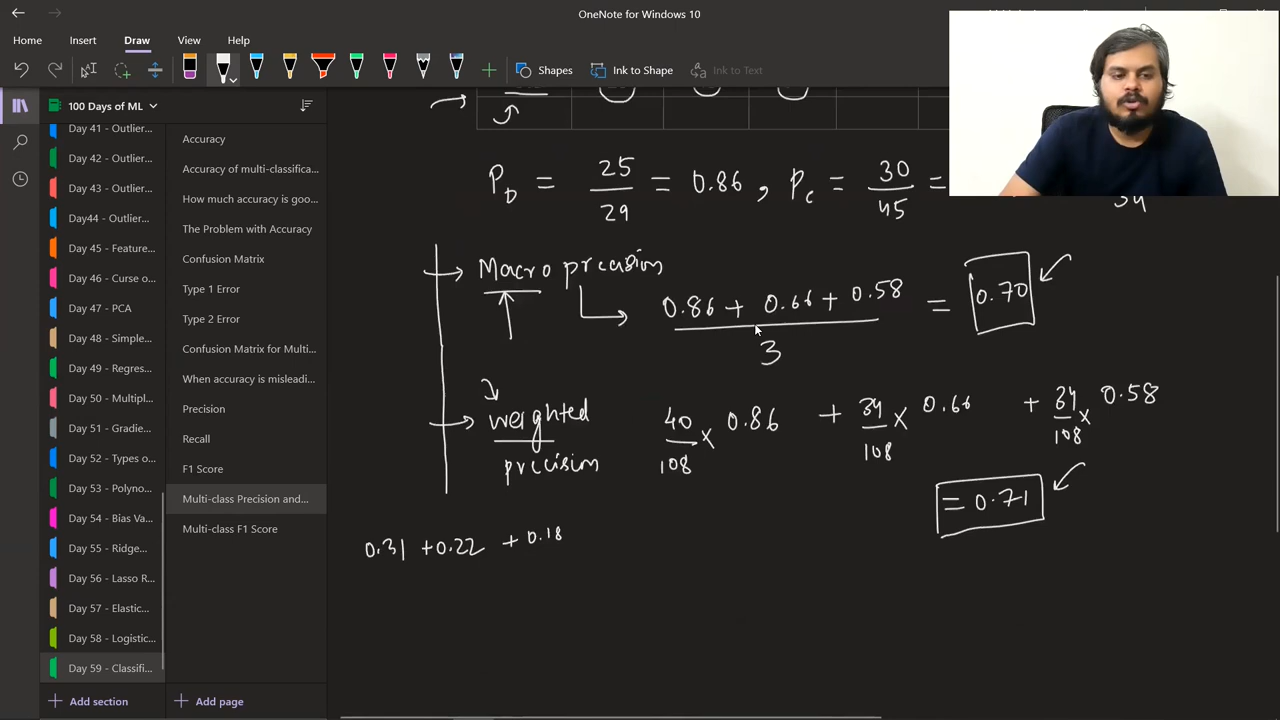 OneNote for Windows 10
Home Insert Draw View Help
Shapes Ink to Shape Ink to Text
100 Days of ML
Day 41 - Outlier...
Day 42 - Outlier...
Day 43 - Outlier...
Day44 - Outlier...
Day 45 - Feature...
Day 46 - Curse o...
Day 47 - PCA
Day 48 - Simple...
Day 49 - Regres...
Day 50 - Multipl...
Day 51 - Gradie...
Day 52 - Types o...
Day 53 - Polyno...
Day 54 - Bias Va...
Day 55 - Ridge...
Day 56 - Lasso R...
Day 57 - Elastic...
Day 58 - Logistic...
Day 59 - Classifi...
Add section
Accuracy
Accuracy of multi-classifica...
How much accuracy is goo...
The Problem with Accuracy
Confusion Matrix
Type 1 Error
Type 2 Error
Confusion Matrix for Multi...
When accuracy is misleadi...
Precision
Recall
F1 Score
Multi-class Precision and...
Multi-class F1 Score
Add page
PD = 25/29 = 0.86, Pc = 30/45 =
Macro precision
0.86 + 0.66 + 0.58 / 3 = 0.70
weighted precision
40/108 × 0.86 + 34/108 × 0.66 + 34/108 × 0.58
= 0.71
0.31 + 0.22 + 0.18